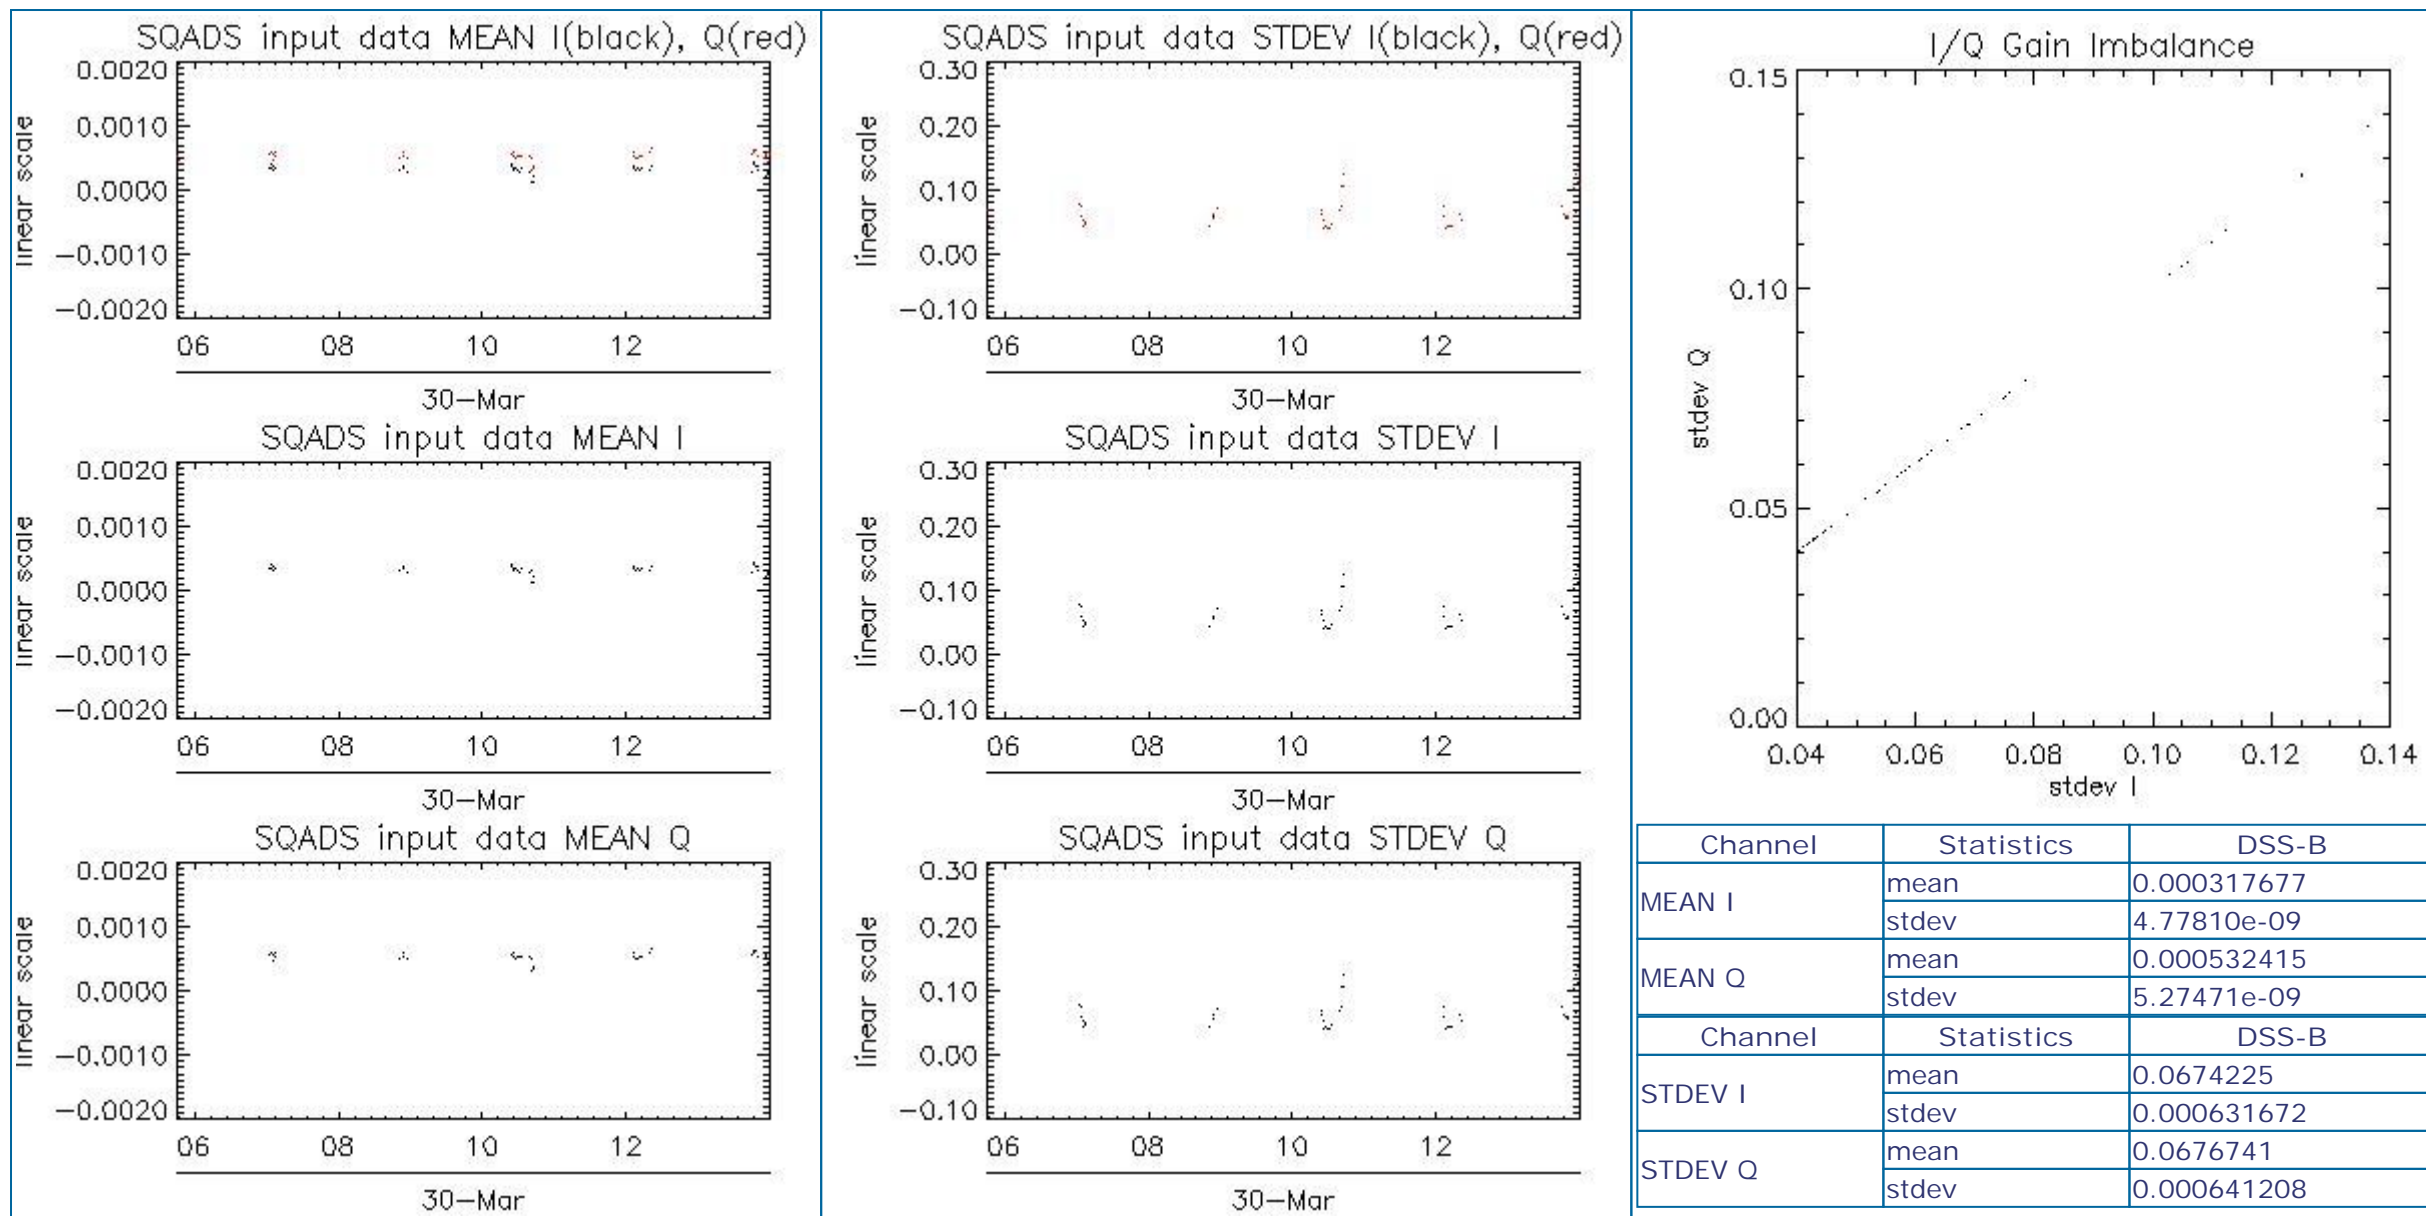 SQADS input data MEAN I(black), Q(red)
0.0020
0.0010
0.0000
−0.0010
−0.0020
linear scale
06 08 10 12
30−Mar
SQADS input data MEAN I
0.0020
0.0010
0.0000
−0.0010
−0.0020
linear scale
06 08 10 12
30−Mar
SQADS input data MEAN Q
0.0020
0.0010
0.0000
−0.0010
−0.0020
linear scale
06 08 10 12
30−Mar
SQADS input data STDEV I(black), Q(red)
0.30
0.20
0.10
0.00
−0.10
linear scale
06 08 10 12
30−Mar
SQADS input data STDEV I
0.30
0.20
0.10
0.00
−0.10
linear scale
06 08 10 12
30−Mar
SQADS input data STDEV Q
0.30
0.20
0.10
0.00
−0.10
linear scale
06 08 10 12
30−Mar
I/Q Gain Imbalance
0.15
0.10
0.05
0.00
stdev Q
0.04 0.06 0.08 0.10 0.12 0.14
stdev I
Channel Statistics DSS-B
MEAN I mean 0.000317677
stdev 4.77810e-09
MEAN Q mean 0.000532415
stdev 5.27471e-09
Channel Statistics DSS-B
STDEV I mean 0.0674225
stdev 0.000631672
STDEV Q mean 0.0676741
stdev 0.000641208